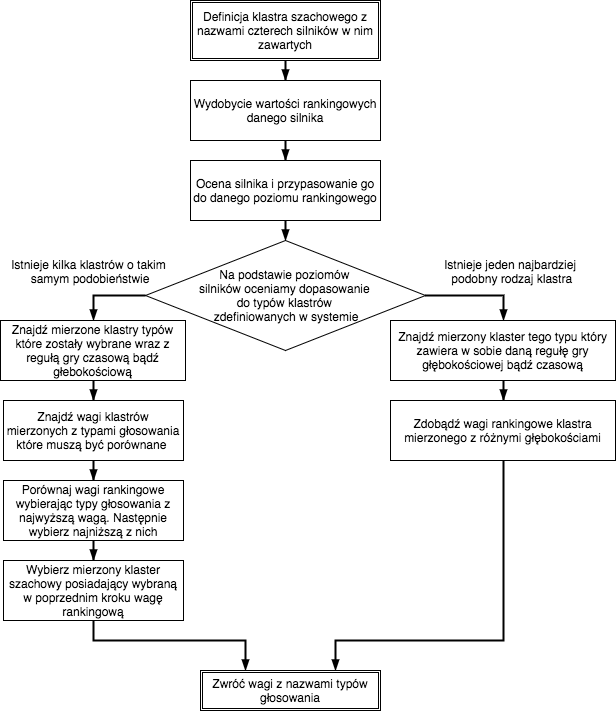 Definicja klastra szachowego z
nazwami czterech silników w nim
zawartych
Wydobycie wartości rankingowych
danego silnika
Ocena silnika i przypasowanie go
do danego poziomu rankingowego
Istnieje kilka klastrów o takim
samym podobieństwie
Na podstawie poziomów
silników oceniamy dopasowanie
do typów klastrów
zdefiniowanych w systemie
Istnieje jeden najbardziej
podobny rodzaj klastra
Znajdź mierzone klastry typów
które zostały wybrane wraz z
regułą gry czasową bądź
głebokościową
Znajdź wagi klastrów
mierzonych z typami głosowania
które muszą być porównane
Porównaj wagi rankingowe
wybierając typy głosowania z
najwyższą wagą. Następnie
wybierz najniższą z nich
Wybierz mierzony klaster
szachowy posiadający wybraną
w poprzednim kroku wagę
rankingową
Znajdź mierzony klaster tego typu który
zawiera w sobie daną regułę gry
głębokościowej bądź czasową
Zdobądź wagi rankingowe klastra
mierzonego z różnymi głębokościami
Zwróć wagi z nazwami typów
głosowania